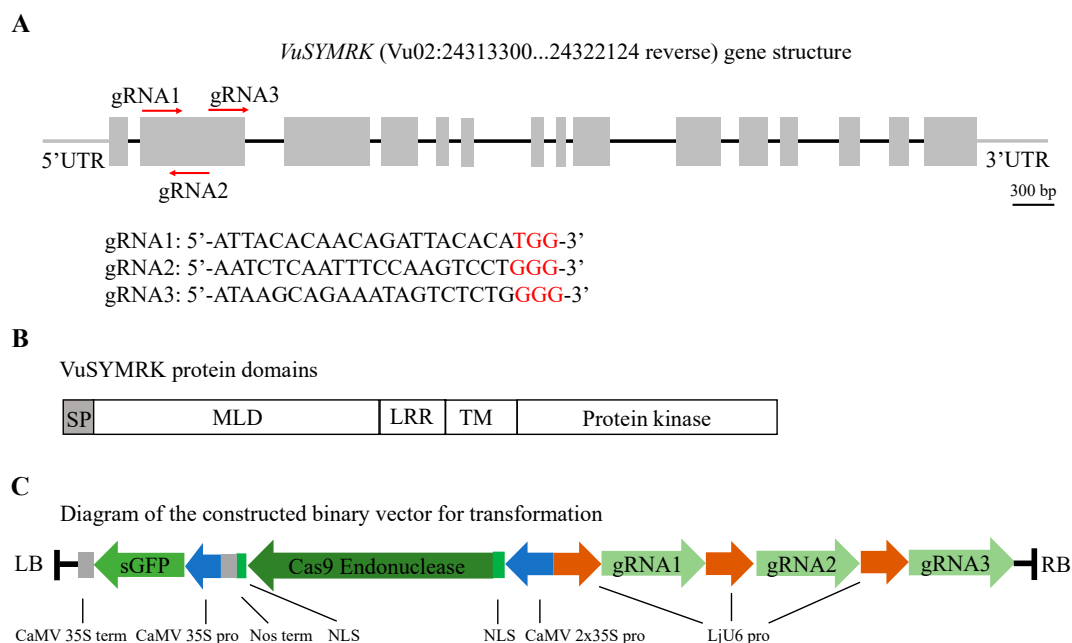 A
VuSYMRK (Vu02:24313300...24322124 reverse) gene structure
gRNA1
gRNA3
5’UTR
3’UTR
gRNA2
300 bp
gRNA1: 5’-ATTACACAACAGATTACACATGG-3’
gRNA2: 5’-AATCTCAATTTCCAAGTCCTGGG-3’
gRNA3: 5’-ATAAGCAGAAATAGTCTCTGGGG-3’
B
VuSYMRK protein domains
SP MLD LRR TM Protein kinase
C
Diagram of the constructed binary vector for transformation
LB sGFP Cas9 Endonuclease gRNA1 gRNA2 gRNA3 RB
CaMV 35S term CaMV 35S pro Nos term NLS NLS CaMV 2x35S pro LjU6 pro